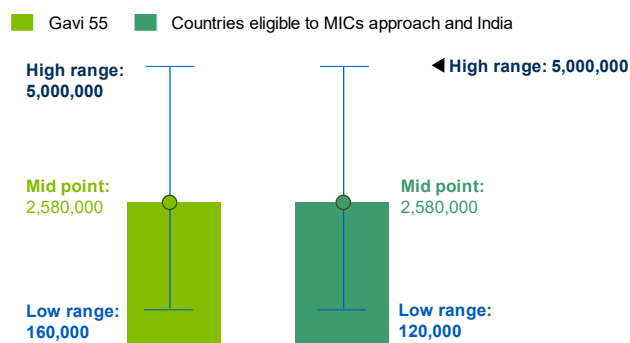 Gavi 55
Countries eligible to MICs approach and India
High range:
5,000,000
◀ High range: 5,000,000
Mid point:
2,580,000
Mid point:
2,580,000
Low range:
160,000
Low range:
120,000